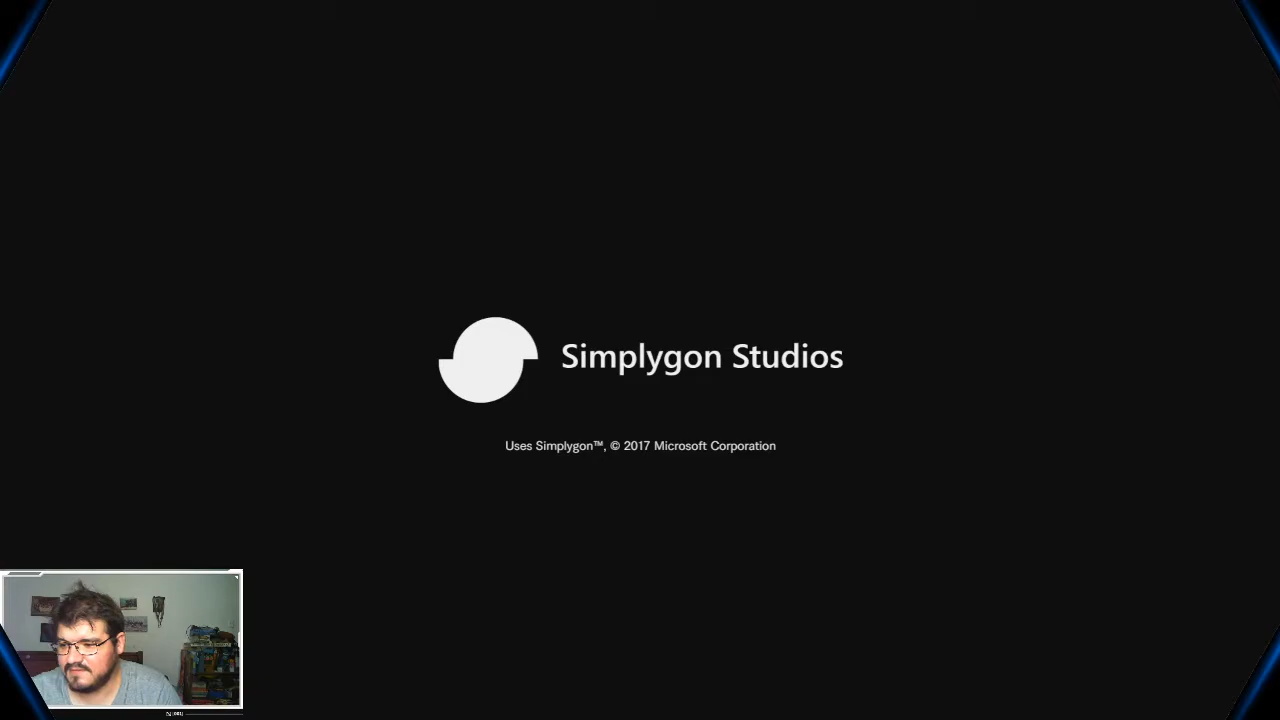 Simplygon Studios
Uses Simplygon™, © 2017 Microsoft Corporation